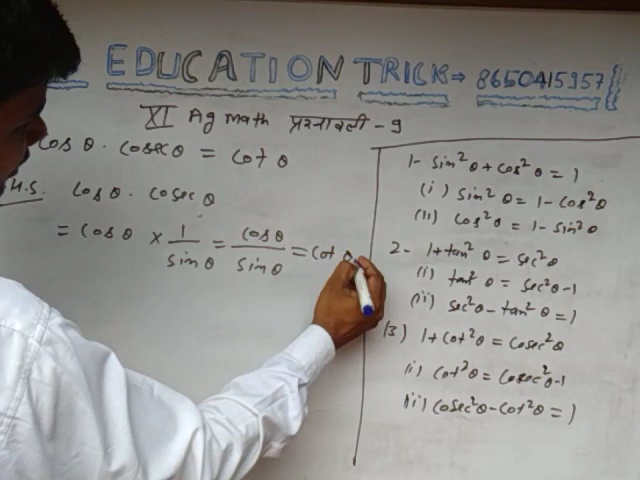 EDUCATION TRICK⇒ 8650415957
XI Ag math प्रश्नावली - 9
cos θ . cosec θ = cot θ
H.S. cos θ . cosec θ
= cos θ × 1/sin θ = cos θ/sin θ = cot θ
1- sin²θ + cos²θ = 1
(i) sin²θ = 1 - cos²θ
(ii) cos²θ = 1 - sin²θ
2- 1 + tan²θ = sec²θ
(i) tan²θ = sec²θ - 1
(ii) sec²θ - tan²θ = 1
(3) 1 + cot²θ = cosec²θ
(i) cot²θ = cosec²θ - 1
(ii) cosec²θ - cot²θ = 1